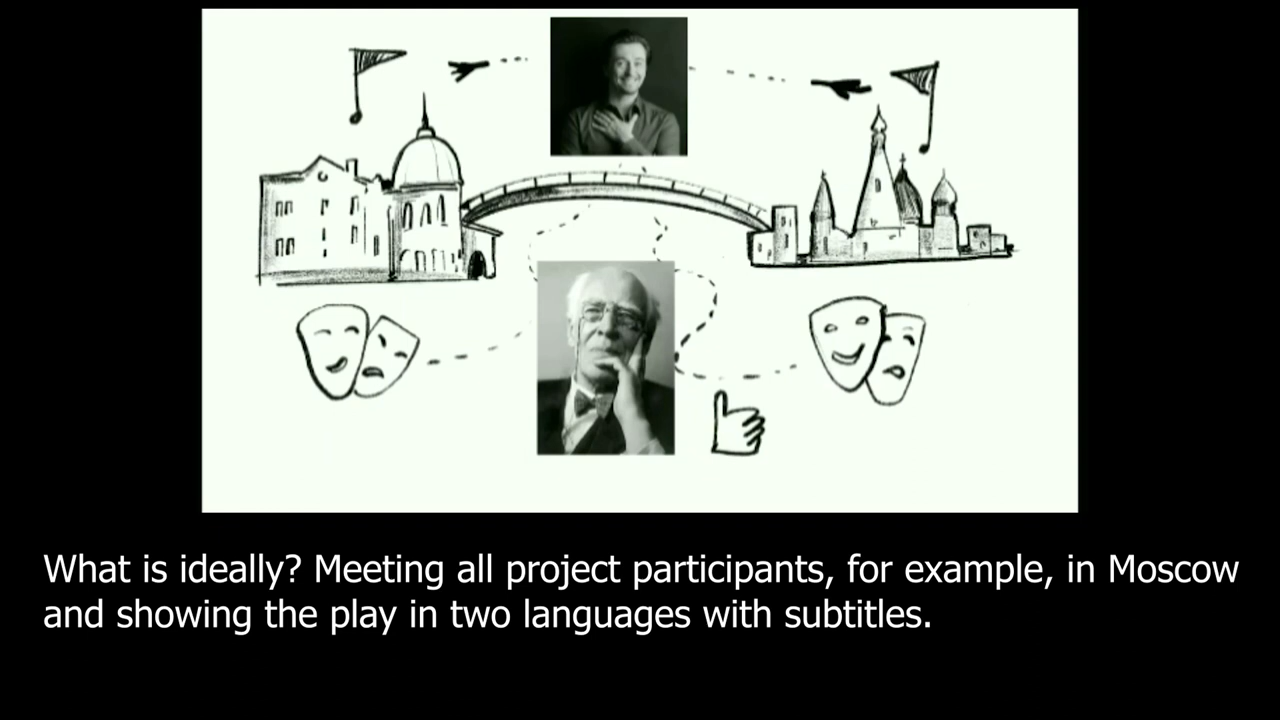 What is ideally? Meeting all project participants, for example, in Moscow
and showing the play in two languages with subtitles.